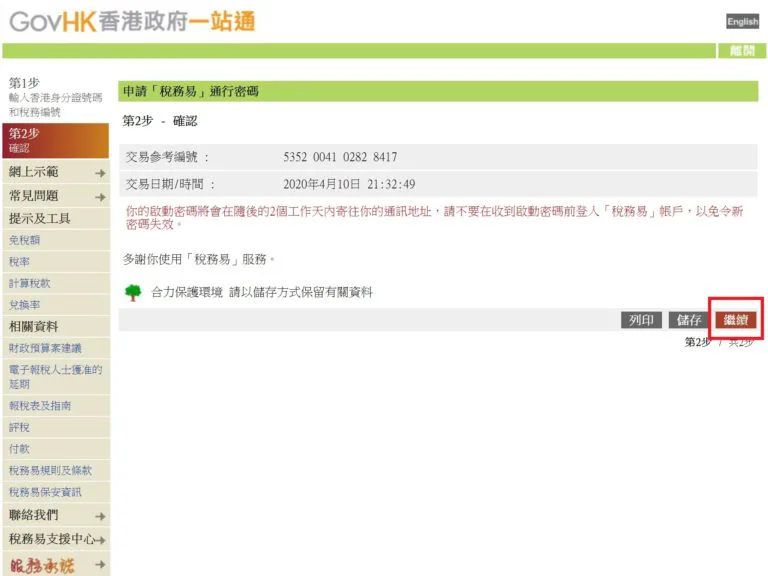 GovHK香港政府一站通
English
離開
第1步
輸入香港身分證號碼
和稅務編號
第2步
確認
網上示範
常見問題
提示及工具
免稅額
稅率
計算稅款
兌換率
相關資料
財政預算案建議
電子報稅人士獲准的
延期
報稅表及指南
評稅
付款
稅務易規則及條款
稅務易保安資訊
聯絡我們
稅務易支援中心
服務承諾
申請「稅務易」通行密碼
第2步 - 確認
交易參考編號 : 5352 0041 0282 8417
交易日期/時間 : 2020年4月10日 21:32:49
你的啟動密碼將會在隨後的2個工作天內寄往你的通訊地址，請不要在收到啟動密碼前登入「稅務易」帳戶，以免令新
密碼失效。
多謝你使用「稅務易」服務。
合力保護環境 請以儲存方式保留有關資料
列印
儲存
繼續
第2步 / 共2步